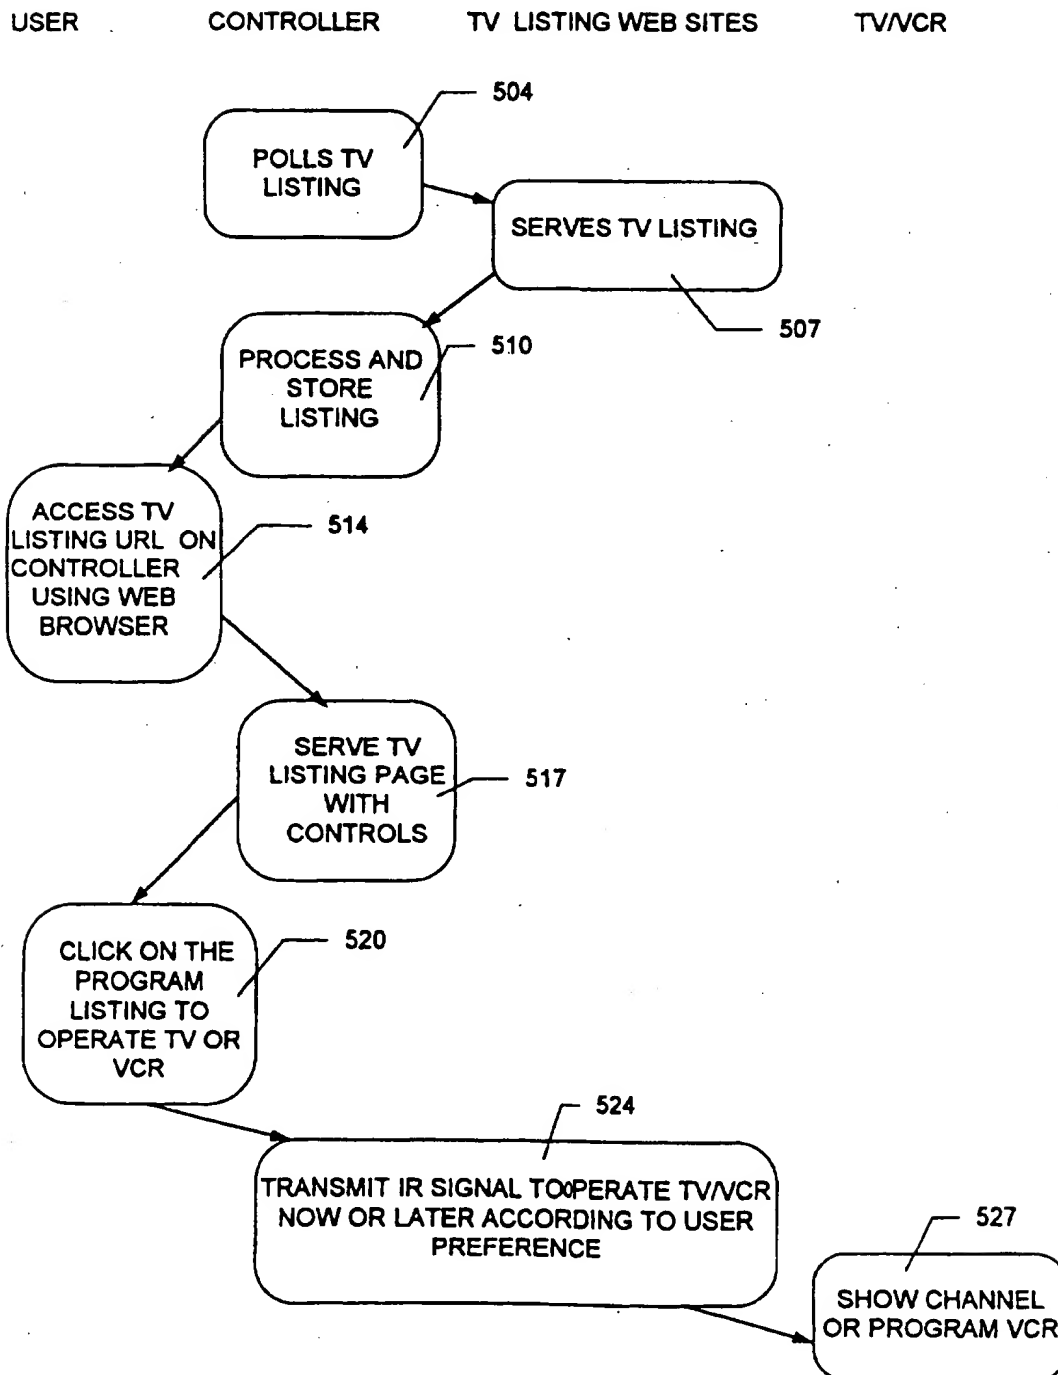 USER CONTROLLER TV LISTING WEB SITES TV/VCR
504
POLLS TV
LISTING
SERVES TV LISTING
507
510
PROCESS AND
STORE
LISTING
ACCESS TV
LISTING URL ON
CONTROLLER
USING WEB
BROWSER
514
SERVE TV
LISTING PAGE
WITH
CONTROLS
517
520
CLICK ON THE
PROGRAM
LISTING TO
OPERATE TV OR
VCR
524
TRANSMIT IR SIGNAL TO OPERATE TV/VCR
NOW OR LATER ACCORDING TO USER
PREFERENCE
527
SHOW CHANNEL
OR PROGRAM VCR